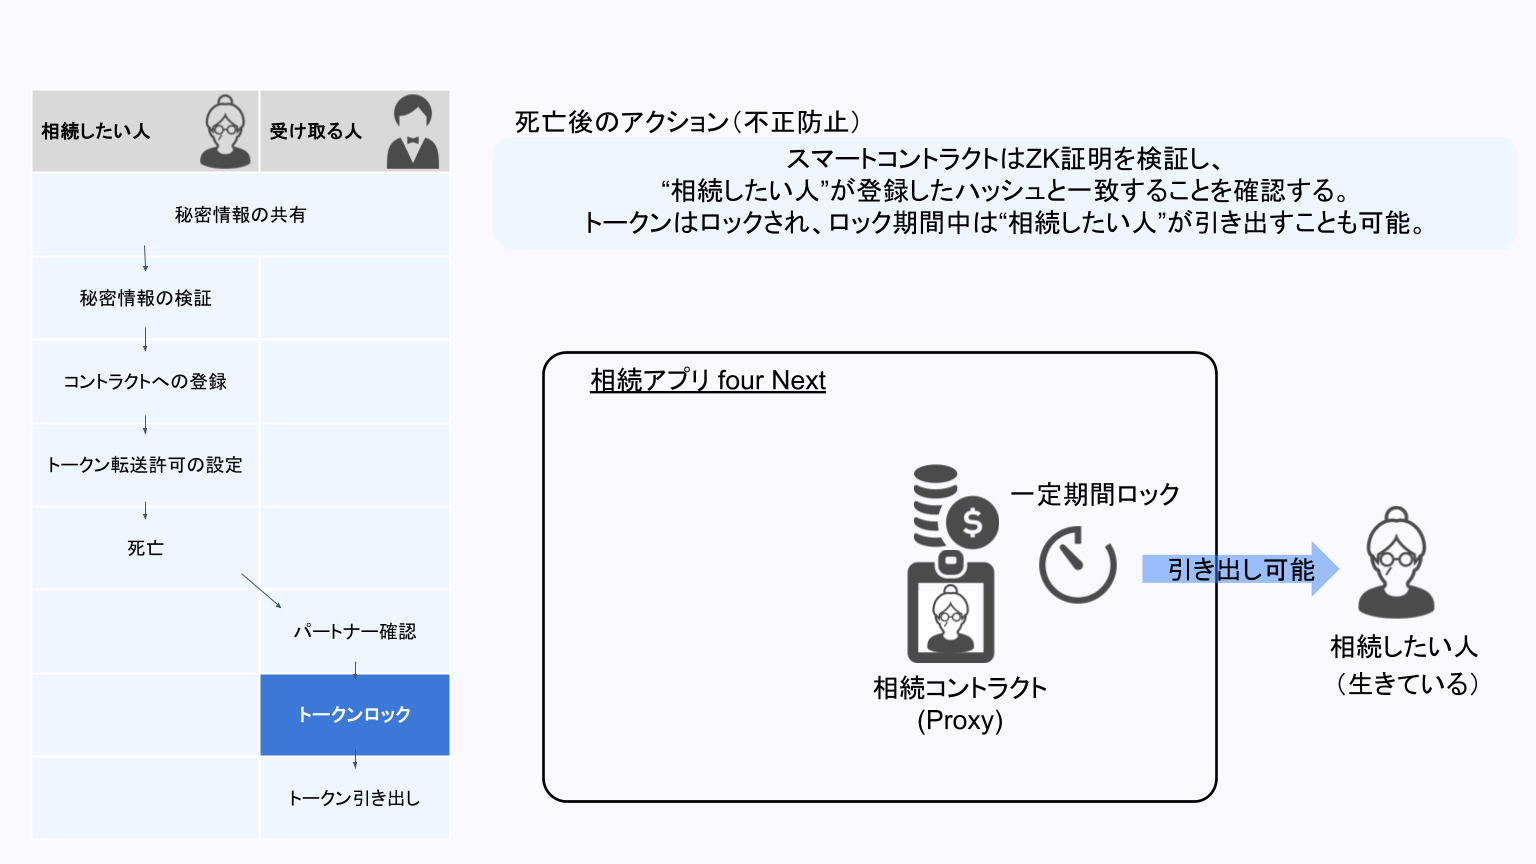 相続したい人
受け取る人
秘密情報の共有
秘密情報の検証
コントラクトへの登録
トークン転送許可の設定
死亡
パートナー確認
トークンロック
トークン引き出し
死亡後のアクション（不正防止）
スマートコントラクトはZK証明を検証し、
“相続したい人”が登録したハッシュと一致することを確認する。
トークンはロックされ、ロック期間中は“相続したい人”が引き出すことも可能。
相続アプリ four Next
一定期間ロック
$
引き出し可能
相続コントラクト
(Proxy)
相続したい人
（生きている）